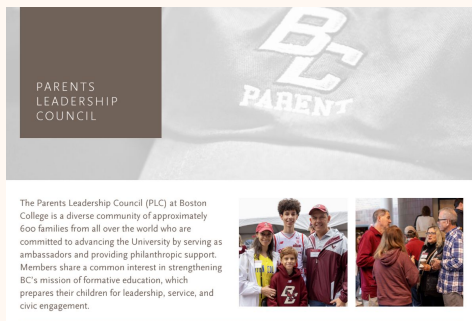 BC
PARENT
PARENTS
LEADERSHIP
COUNCIL
The Parents Leadership Council (PLC) at Boston
College is a diverse community of approximately
600 families from all over the world who are
committed to advancing the University by serving as
ambassadors and providing philanthropic support.
Members share a common interest in strengthening
BC's mission of formative education, which
prepares their children for leadership, service, and
civic engagement.
BC